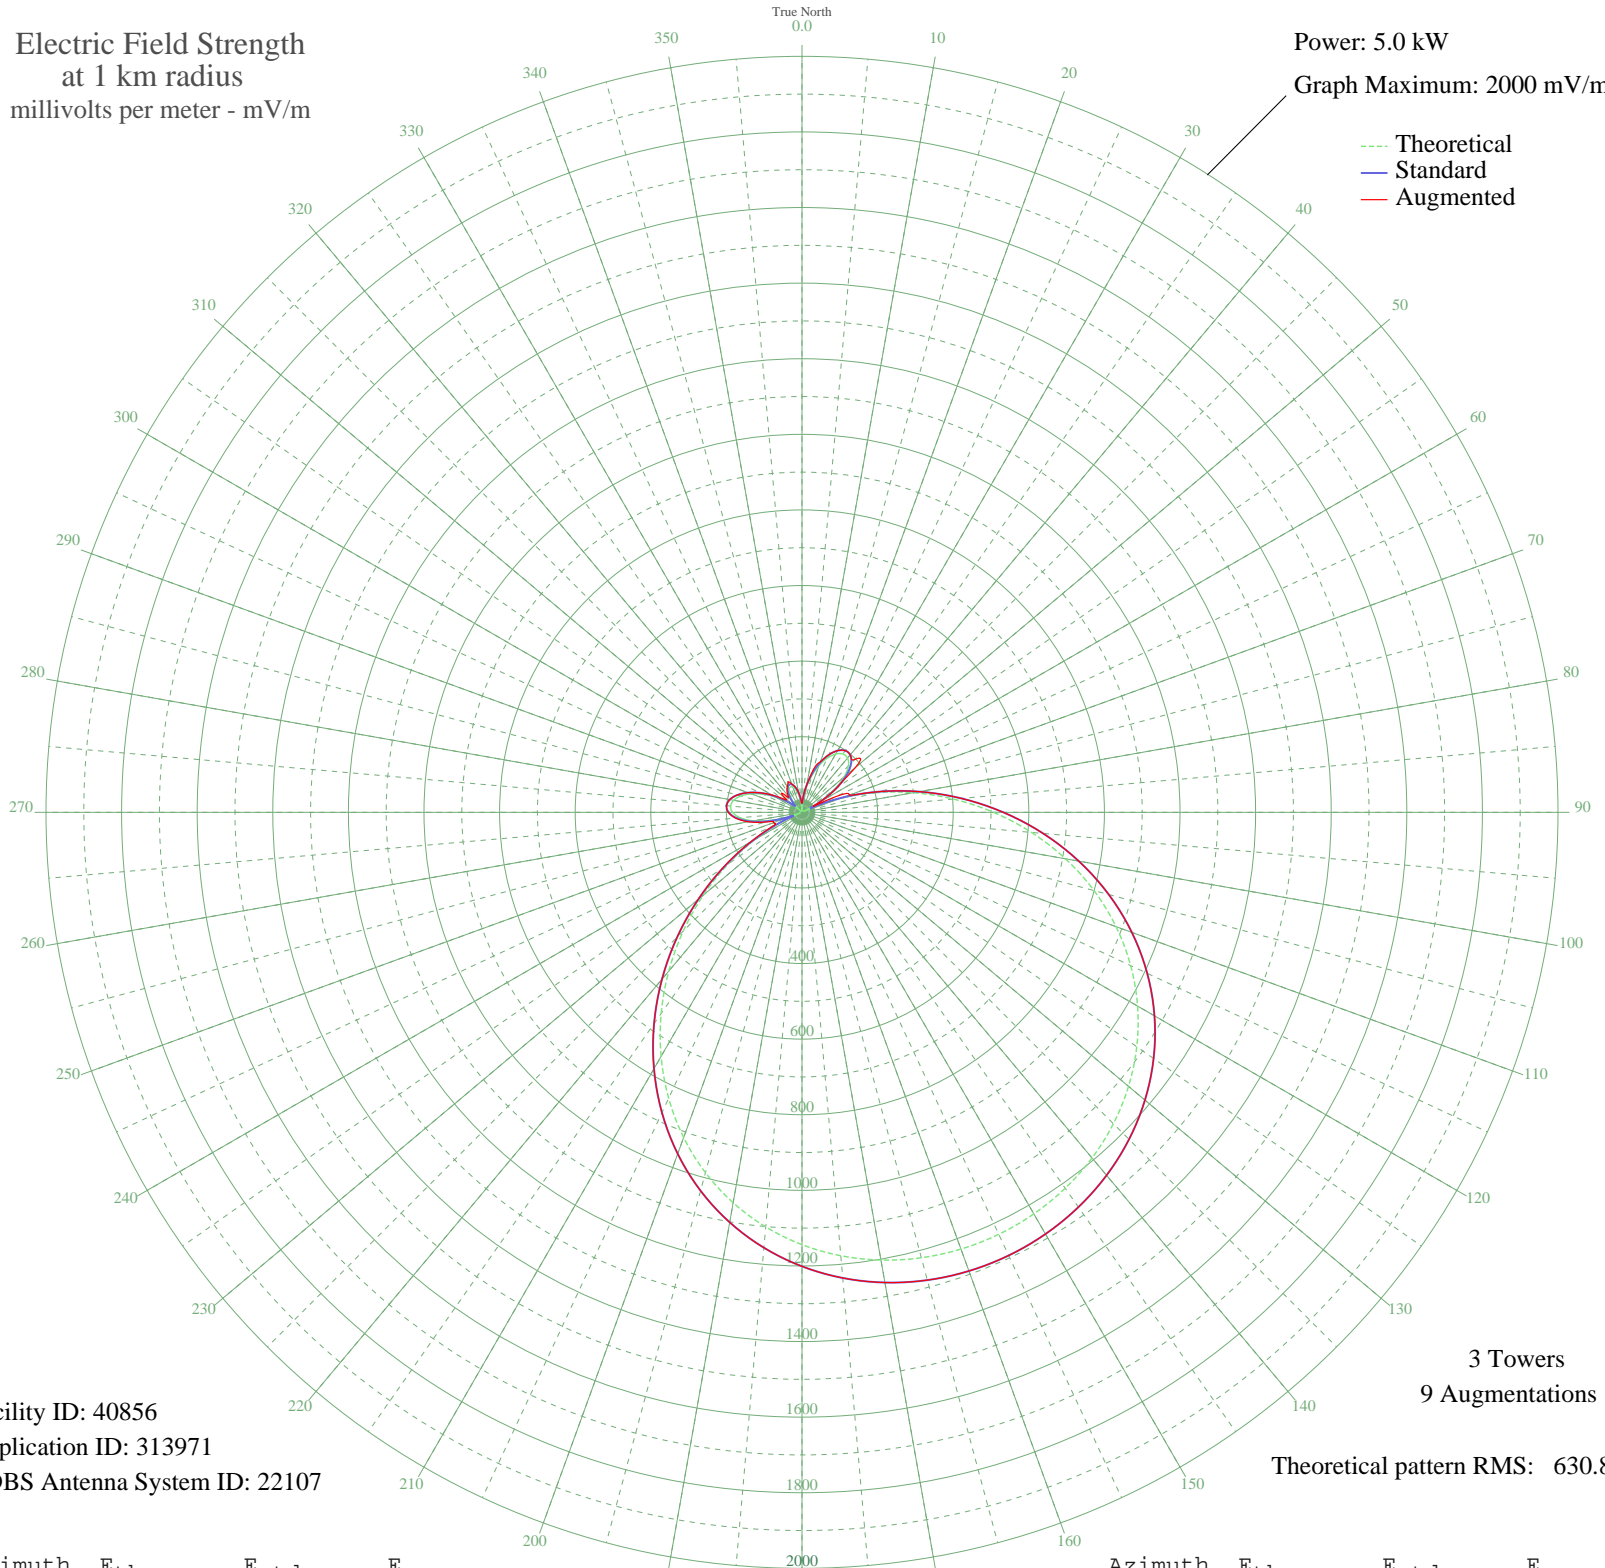 True North
0.0
Electric Field Strength
at 1 km radius
millivolts per meter - mV/m
Power: 5.0 kW
Graph Maximum: 2000 mV/m
Theoretical
Standard
Augmented
350
10
340
20
330
30
320
40
310
50
300
60
290
70
280
80
270
90
260
100
250
110
240
120
230
130
220
140
210
150
200
160
400
600
800
1000
1200
1400
1600
1800
2000
3 Towers
9 Augmentations
Theoretical pattern RMS: 630.8
cility ID: 40856
plication ID: 313971
DBS Antenna System ID: 22107
imuth E E E
Azimuth E E E